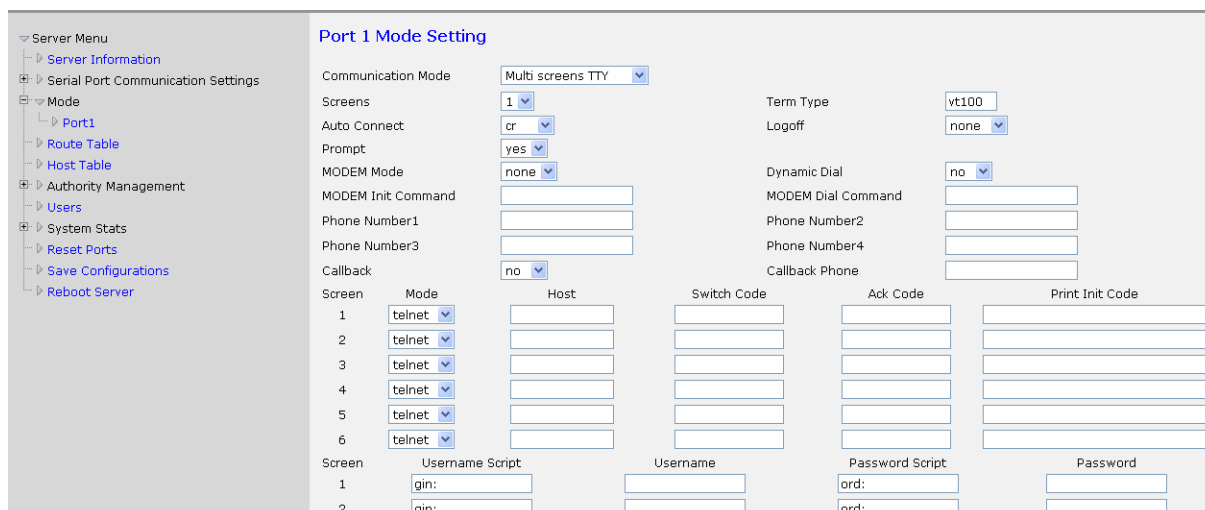 Server Menu
Server Information
Serial Port Communication Settings
Mode
Port1
Route Table
Host Table
Authority Management
Users
System Stats
Reset Ports
Save Configurations
Reboot Server
Port 1 Mode Setting
Communication Mode Multi screens TTY
Screens 1 Term Type vt100
Auto Connect cr Logoff none
Prompt yes
MODEM Mode none Dynamic Dial no
MODEM Init Command MODEM Dial Command
Phone Number1 Phone Number2
Phone Number3 Phone Number4
Callback no Callback Phone
Screen Mode Host Switch Code Ack Code Print Init Code
1 telnet
2 telnet
3 telnet
4 telnet
5 telnet
6 telnet
Screen Username Script Username Password Script Password
1 gin: ord:
2 gin: ord: